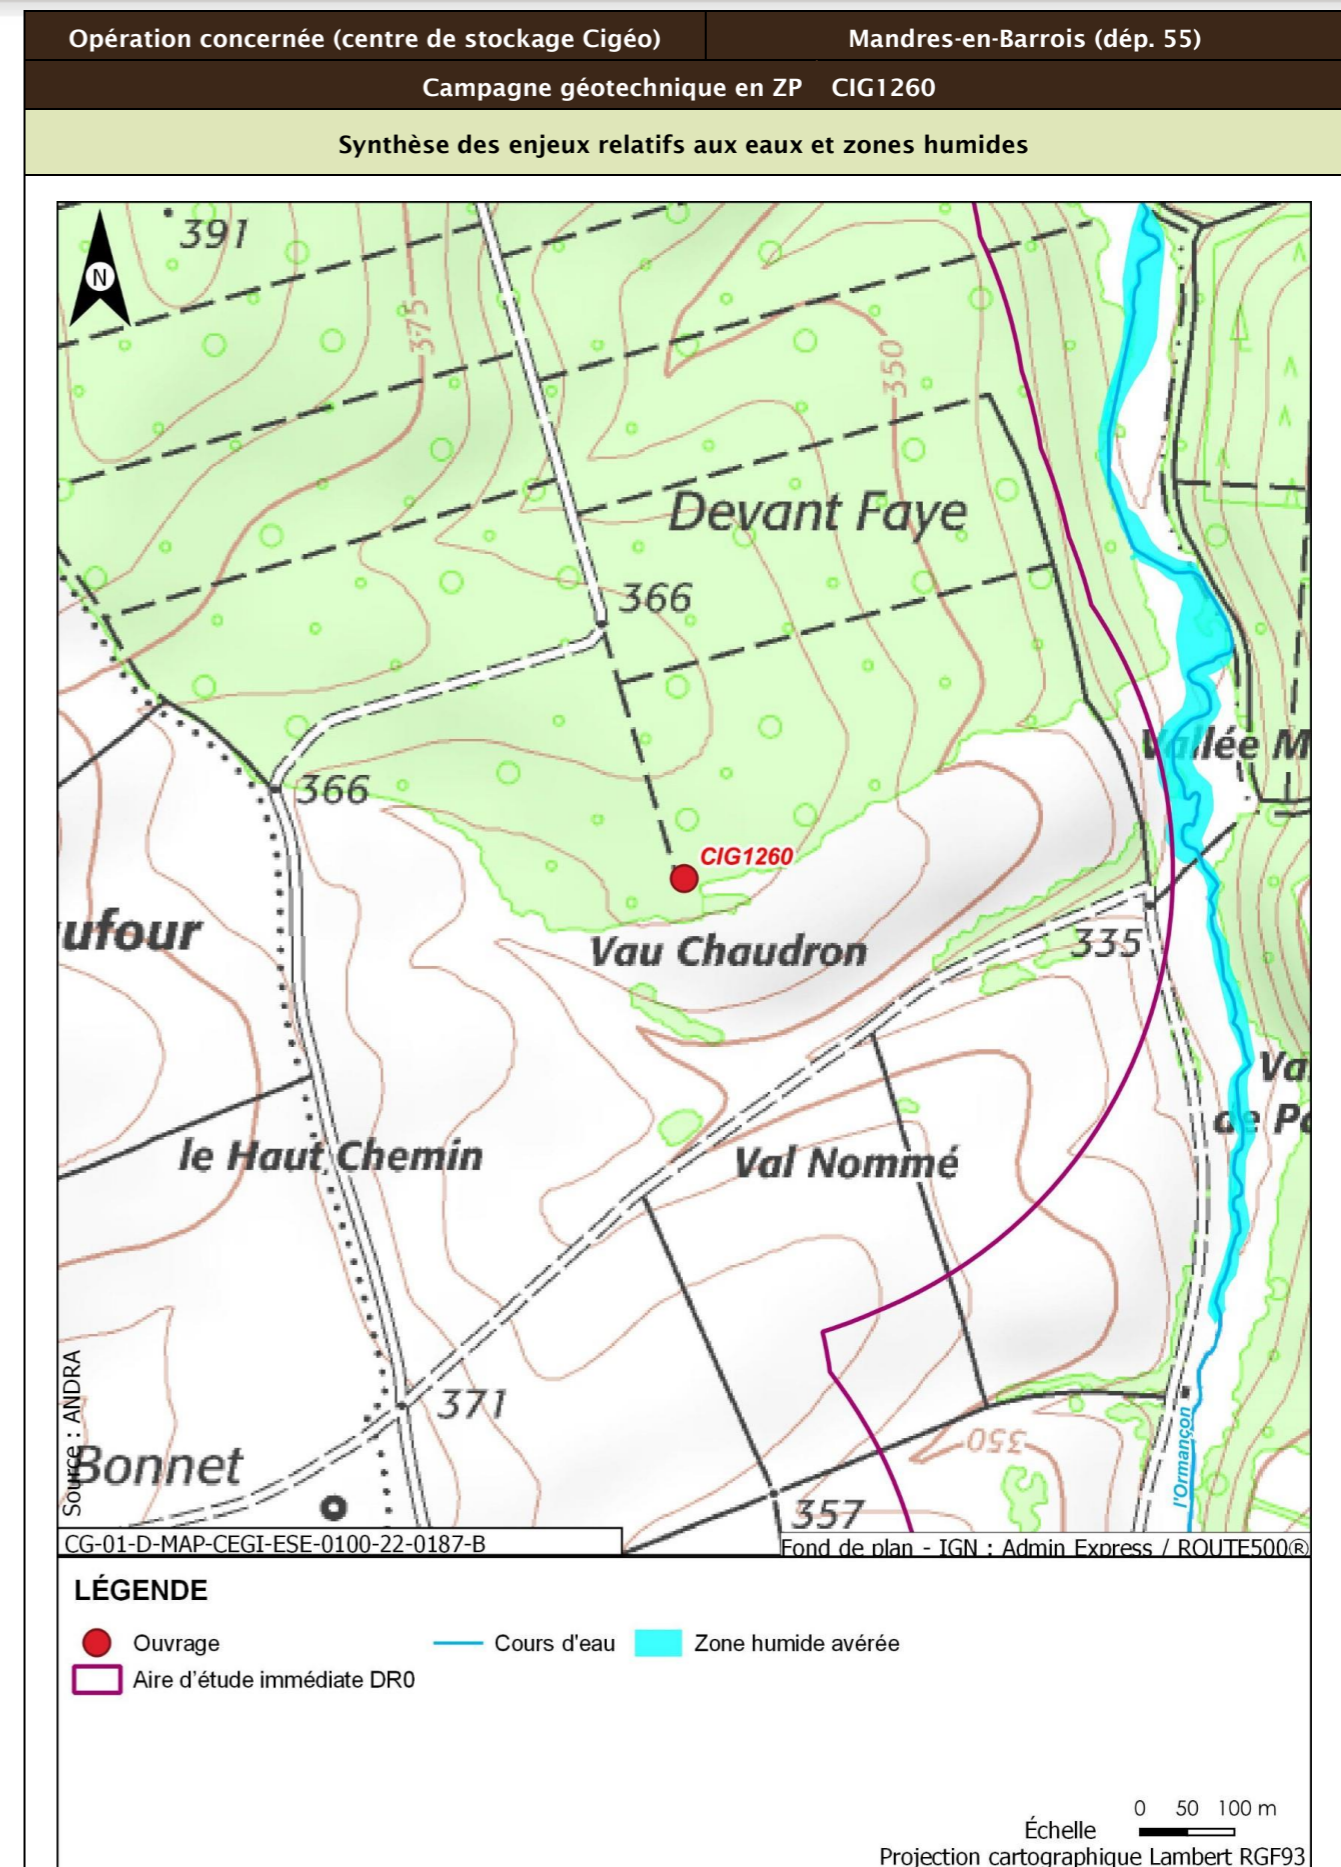 Opération concernée (centre de stockage Cigéo) Mandres-en-Barrois (dép. 55)
Campagne géotechnique en ZP CIG1260
Synthèse des enjeux relatifs aux eaux et zones humides
391
N
375
350
Devant Faye
366
Vallée M
366
CIG1260
ufour
Vau Chaudron
335
Va
de Po
le Haut Chemin
Val Nommé
371
350
l'Ormançon
Bonnet
357
Source : ANDRA
CG-01-D-MAP-CEGI-ESE-0100-22-0187-B
Fond de plan - IGN : Admin Express / ROUTE500®
LÉGENDE
Ouvrage Cours d'eau Zone humide avérée
Aire d'étude immédiate DR0
0 50 100 m
Échelle
Projection cartographique Lambert RGF93